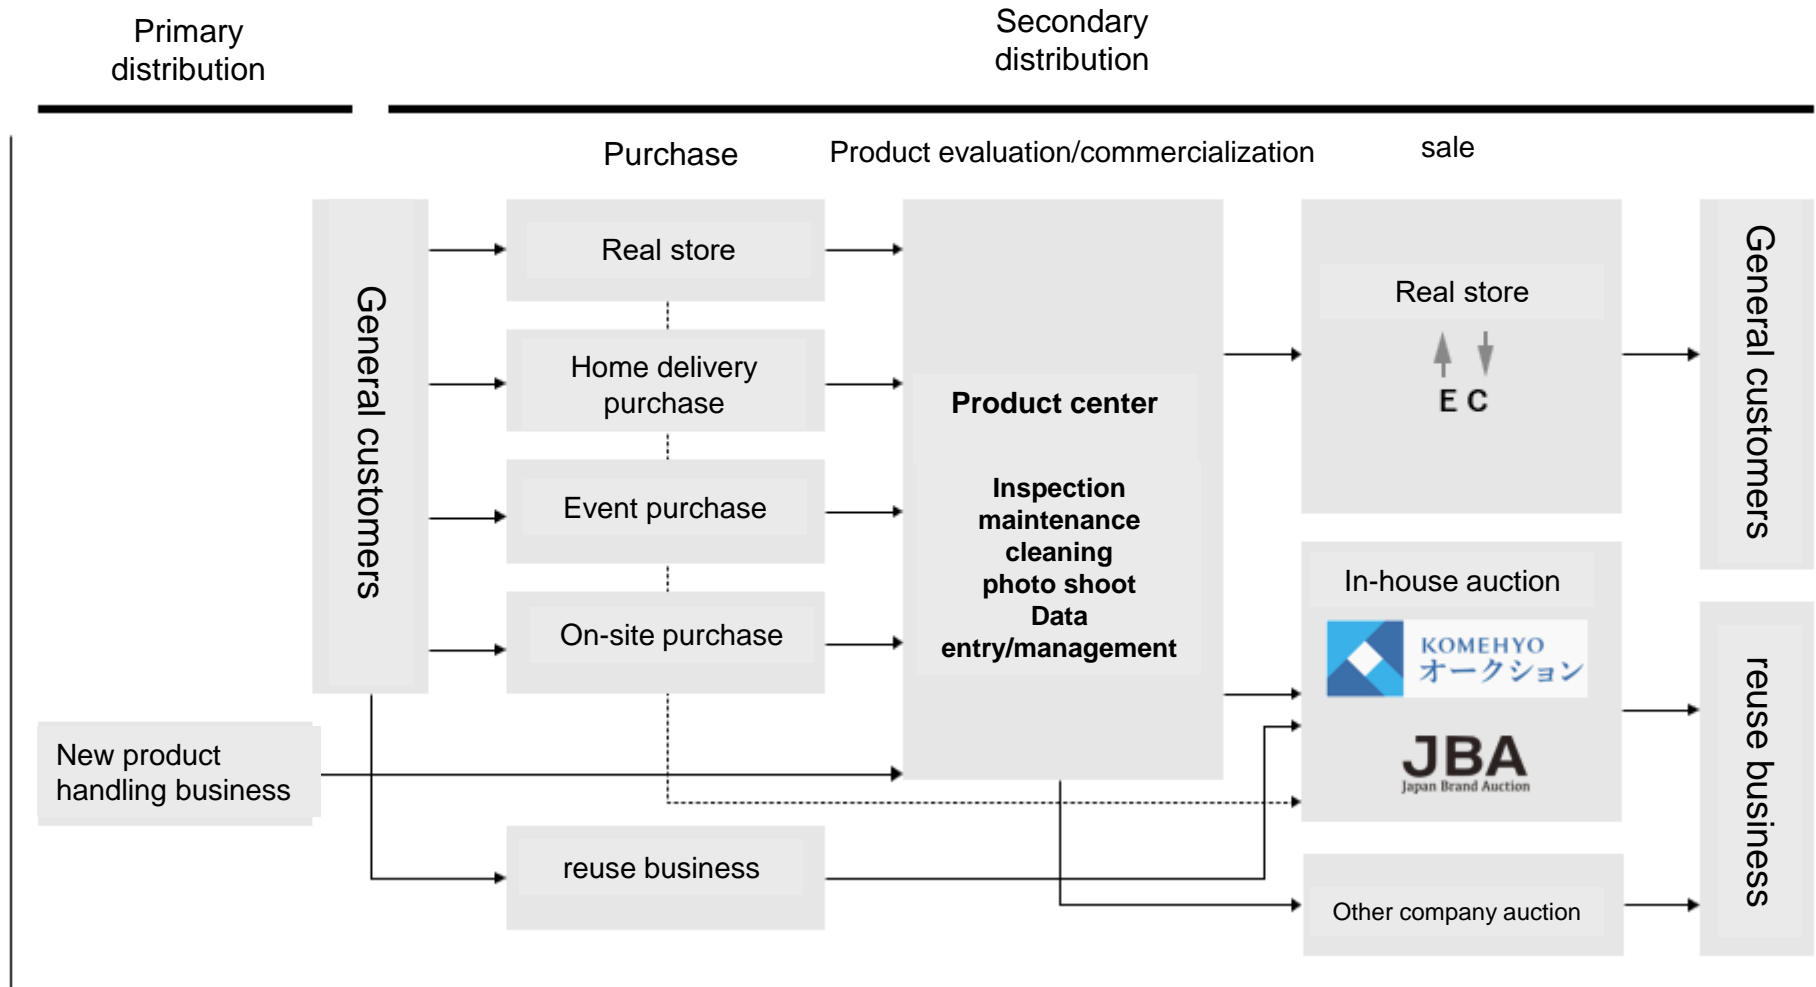 Primary
distribution
Secondary
distribution
Purchase
Product evaluation/commercialization
sale
General customers
Real store
Home delivery
purchase
Event purchase
On-site purchase
New product
handling business
reuse business
Product center
Inspection
maintenance
cleaning
photo shoot
Data
entry/management
Real store
E C
In-house auction
KOMEHYO
オークション
JBA
Japan Brand Auction
Other company auction
General customers
reuse business